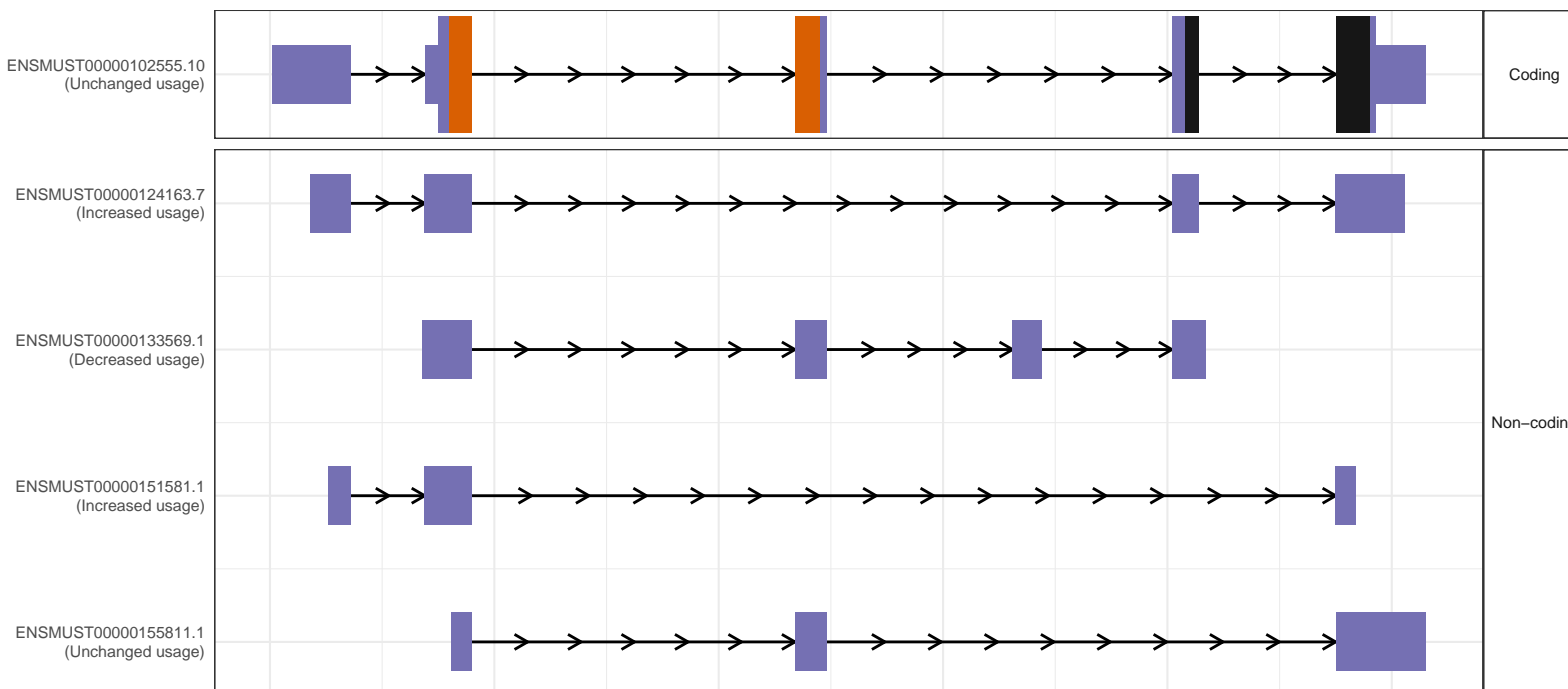 ENSMUST00000102555.10
(Unchanged usage)
Coding
ENSMUST00000124163.7
(Increased usage)
ENSMUST00000133569.1
(Decreased usage)
Non−codin
ENSMUST00000151581.1
(Increased usage)
ENSMUST00000155811.1
(Unchanged usage)